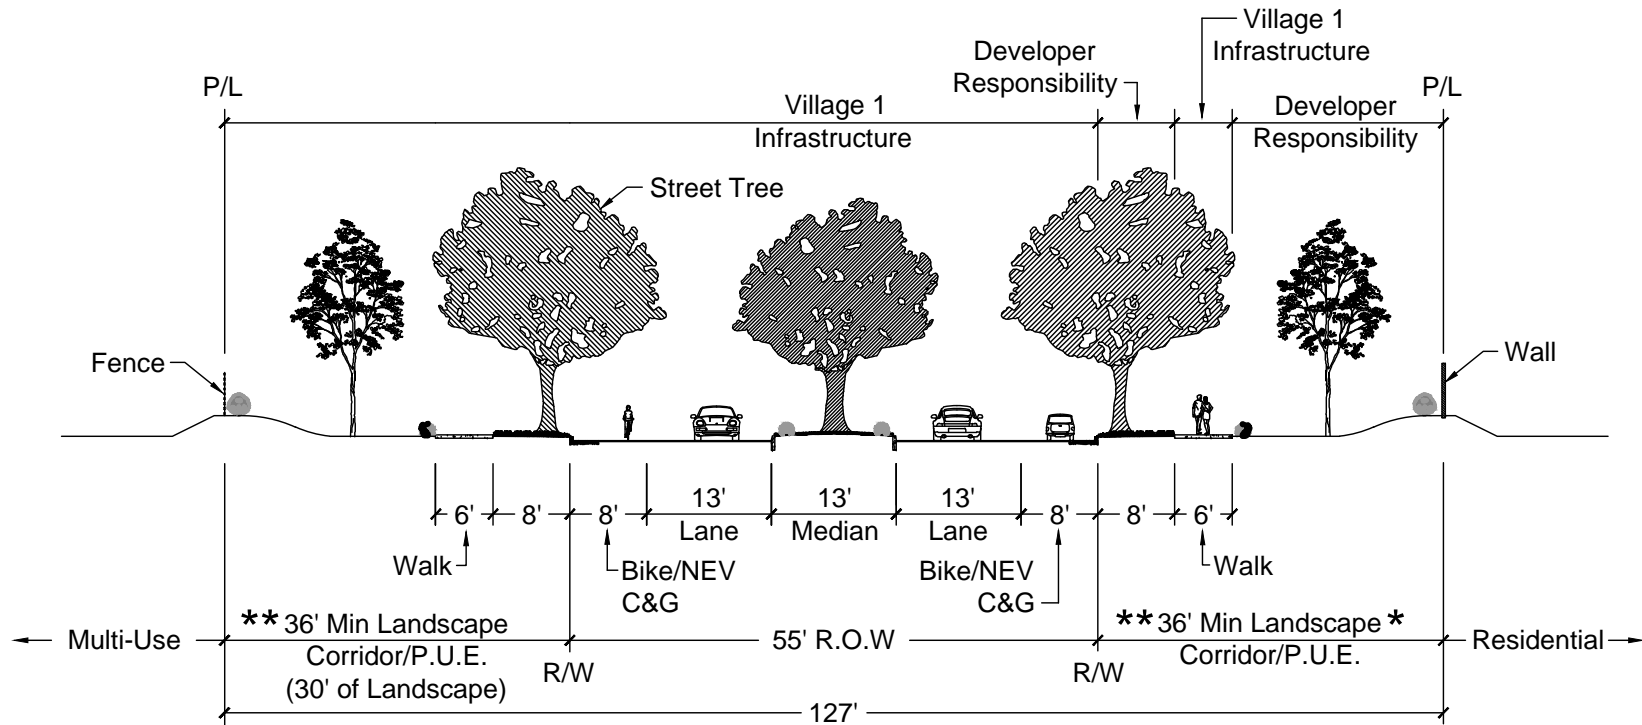 Village 1
Infrastructure
Developer
Responsibility
P/L
P/L
Village 1
Infrastructure
Developer
Responsibility
Street Tree
Fence
Wall
6'
8'
8'
13'
Lane
13'
Median
13'
Lane
8'
8'
6'
Walk
Bike/NEV
C&G
Bike/NEV
C&G
Walk
Multi-Use
**36' Min Landscape
Corridor/P.U.E.
(30' of Landscape)
R/W
55' R.O.W
R/W
**36' Min Landscape*
Corridor/P.U.E.
Residential
127'